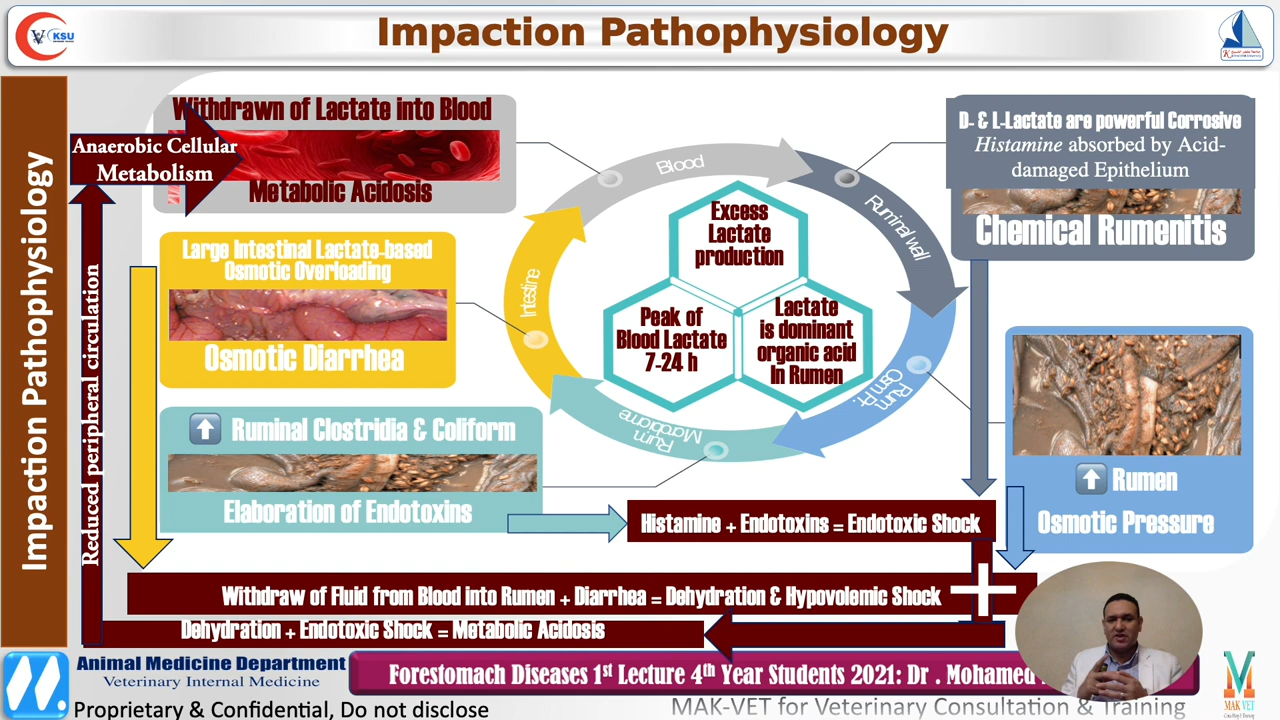 KSU
Impaction Pathophysiology
Impaction Pathophysiology
Withdrawn of Lactate into Blood
Metabolic Acidosis
Anaerobic Cellular
Metabolism
Large Intestinal Lactate-based
Osmotic Overloading
Osmotic Diarrhea
Reduced peripheral circulation
Ruminal Clostridia & Coliform
Elaboration of Endotoxins
Blood
Ruminal wall
Rum.
Osm Pr.
Rum.
Microbiome
Intestine
Excess
Lactate
production
Peak of
Blood Lactate
7-24 h
Lactate
is dominant
organic acid
In Rumen
D- & L-Lactate are powerful Corrosive
Histamine absorbed by Acid-
damaged Epithelium
Chemical Rumenitis
Rumen
Osmotic Pressure
Histamine + Endotoxins = Endotoxic Shock
+
Withdraw of Fluid from Blood into Rumen + Diarrhea = Dehydration & Hypovolemic Shock
Dehydration + Endotoxic Shock = Metabolic Acidosis
Animal Medicine Department
Veterinary Internal Medicine
Forestomach Diseases 1st Lecture 4th Year Students 2021: Dr . Mohamed
Proprietary & Confidential, Do not disclose
MAK-VET for Veterinary Consultation & Training
MAK VET